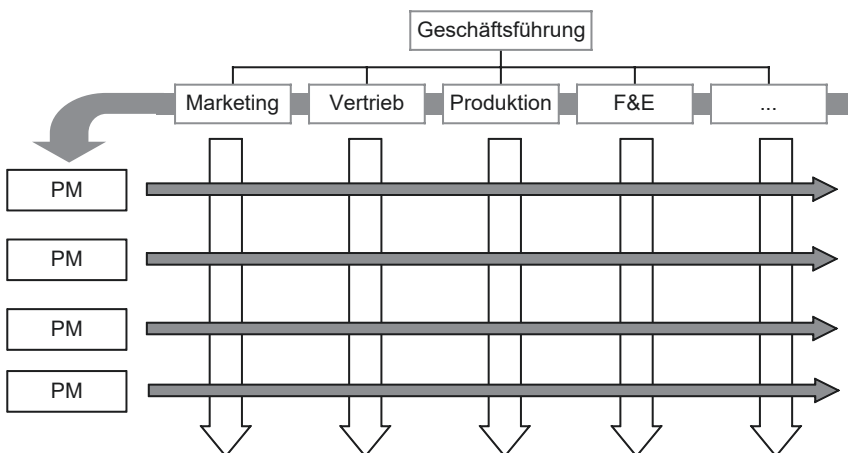 Geschäftsführung
Marketing
Vertrieb
Produktion
F&E
...
PM
PM
PM
PM